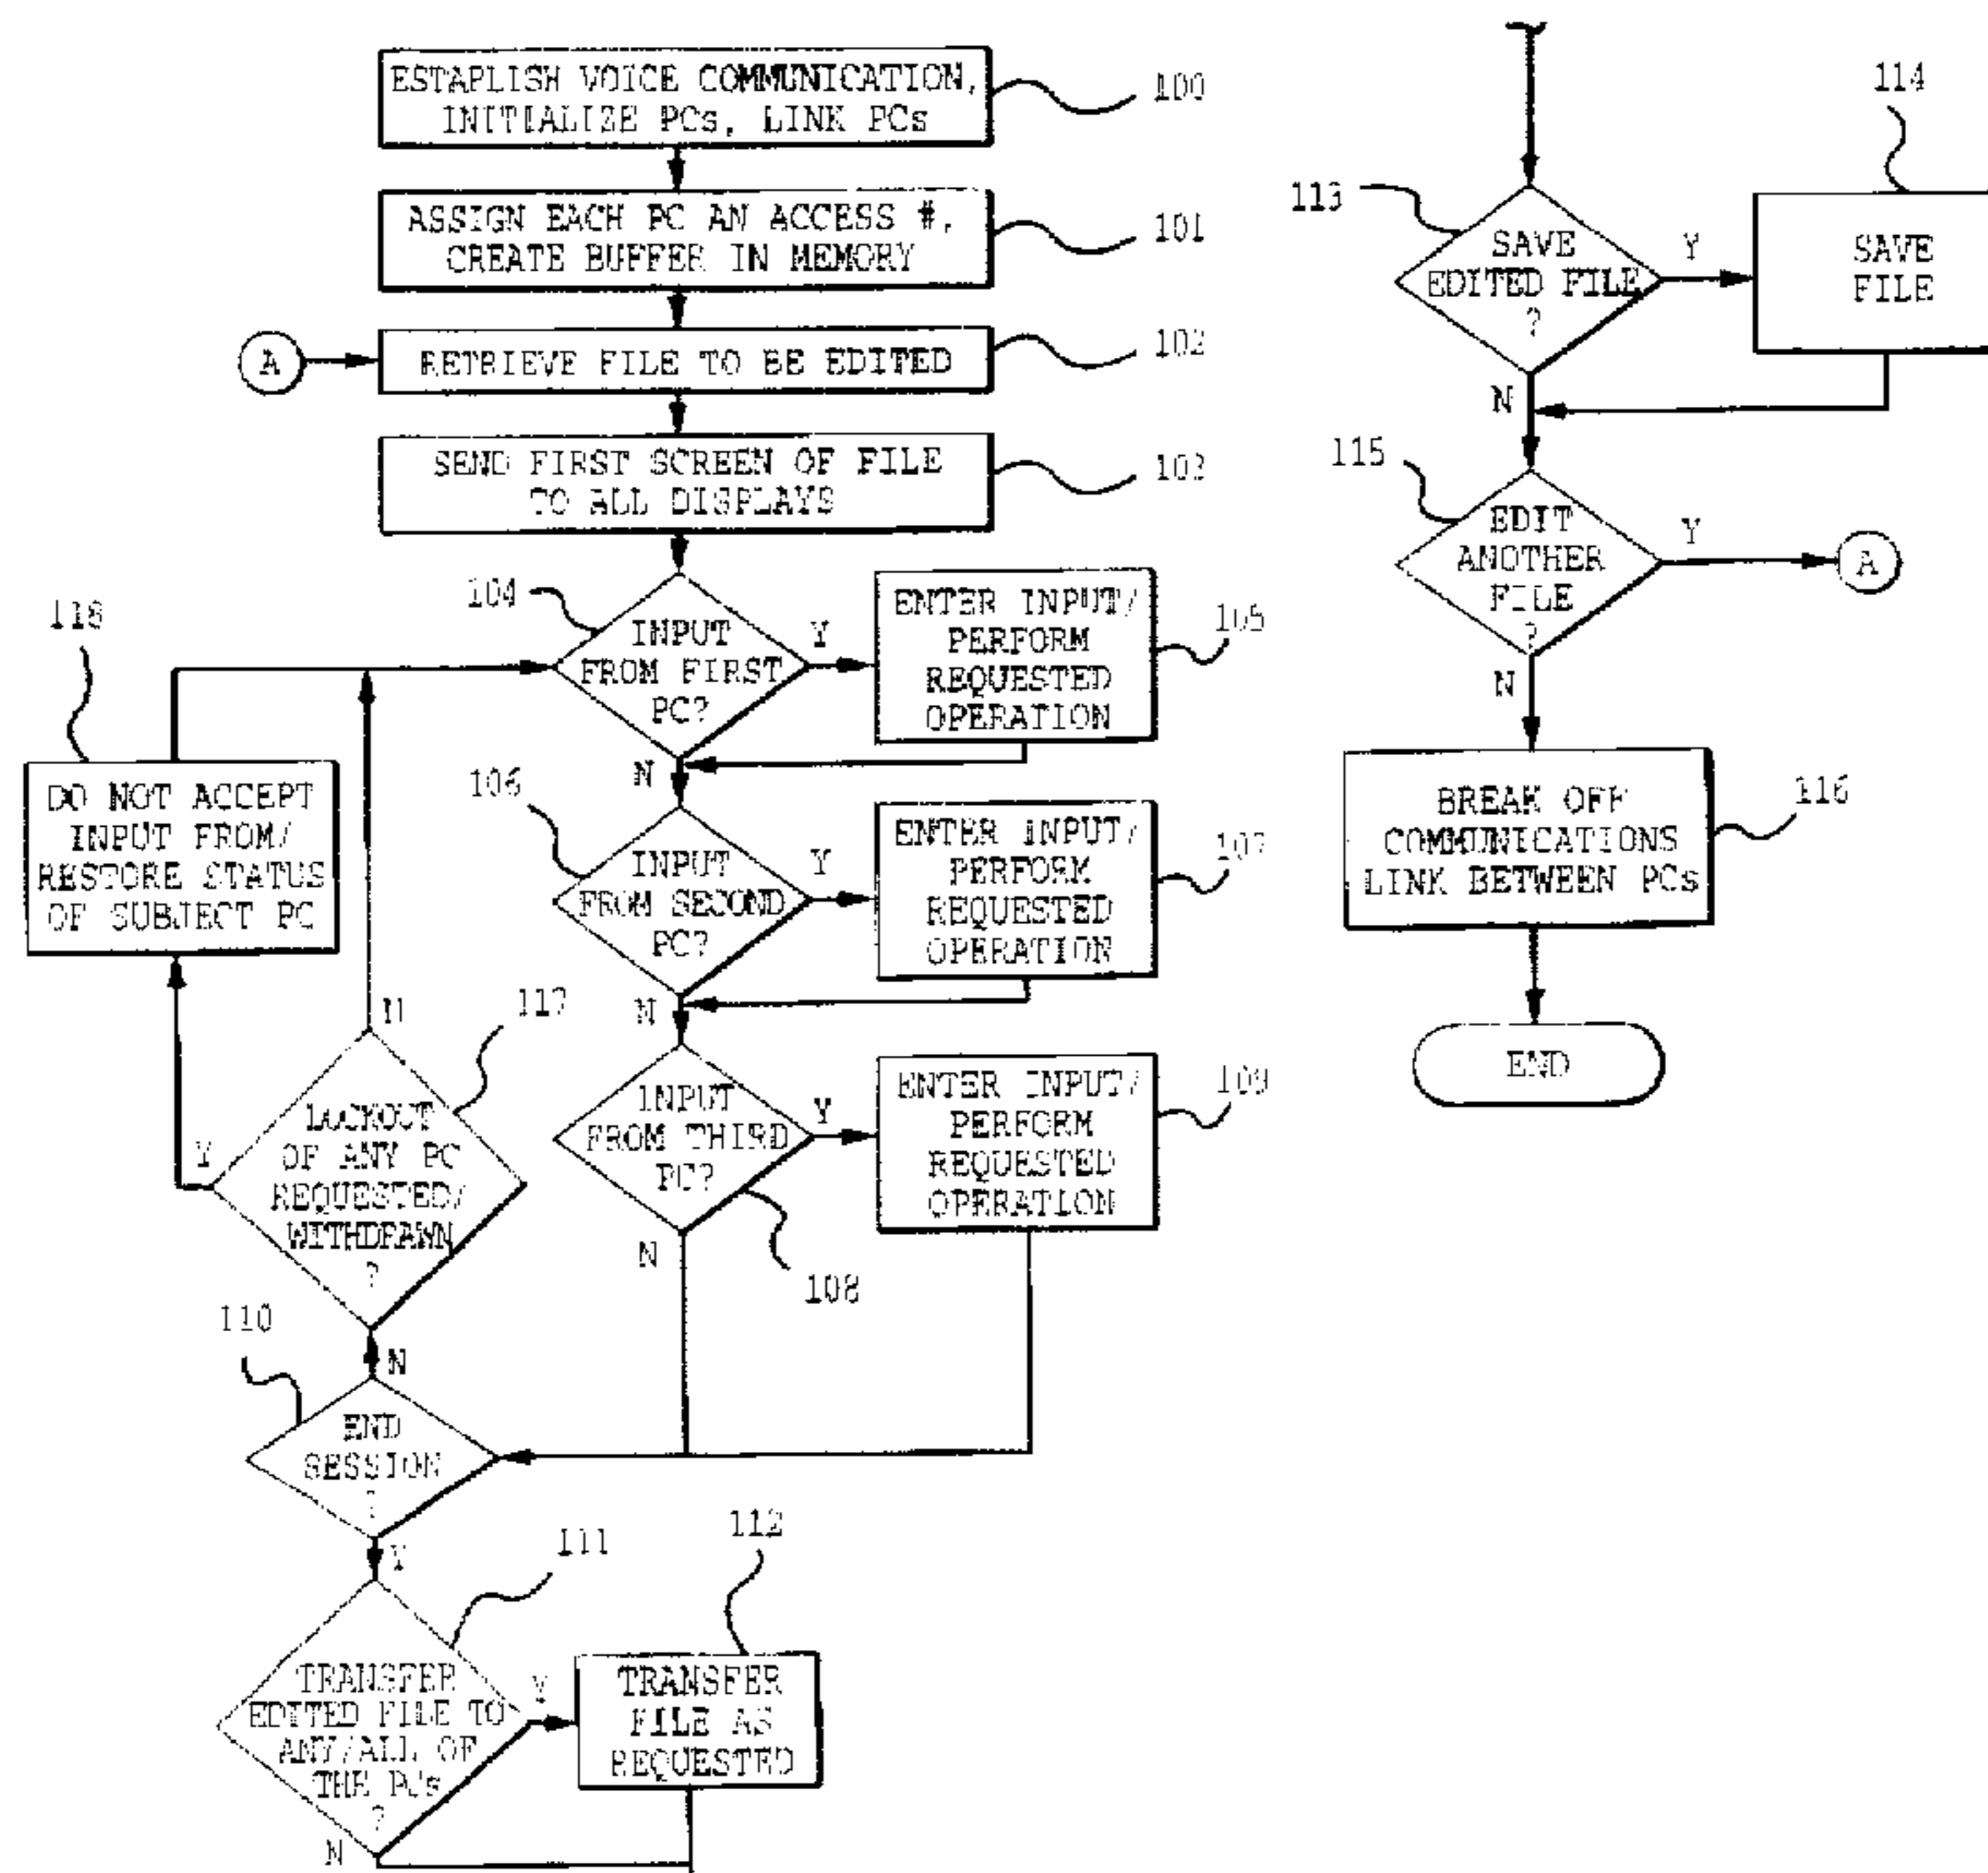 ESTAPLISH VOICE COMMUNICATION,
INITIALIZE PCs, LINK PCs
100
ASSIGN EACH PC AN ACCESS #,
CREATE BUFFER IN MEMORY
101
A
RETRIEVE FILE TO BE EDITED
102
SEND FIRST SCREEN OF FILE
TO ALL DISPLAYS
103
104
INPUT
FROM FIRST
PC?
Y
N
ENTER INPUT/
PERFORM
REQUESTED
OPERATION
105
118
DO NOT ACCEPT
INPUT FROM/
RESTORE STATUS
OF SUBJECT PC
106
INPUT
FROM SECOND
PC?
Y
N
ENTER INPUT/
PERFORM
REQUESTED
OPERATION
107
N
117
LOCKOUT
OF ANY PC
REQUESTED/
WITHDRAWN
?
Y
INPUT
FROM THIRD
PC?
Y
N
108
ENTER INPUT/
PERFORM
REQUESTED
OPERATION
109
110
N
END
SESSION
?
Y
111
TRANSFER
EDITED FILE TO
ANY/ALL OF
THE PCs
?
Y
N
112
TRANSFER
FILE AS
REQUESTED
113
SAVE
EDITED FILE
?
Y
N
114
SAVE
FILE
115
EDIT
ANOTHER
FILE
?
Y
A
N
BREAK OFF
COMMUNICATIONS
LINK BETWEEN PCs
116
END